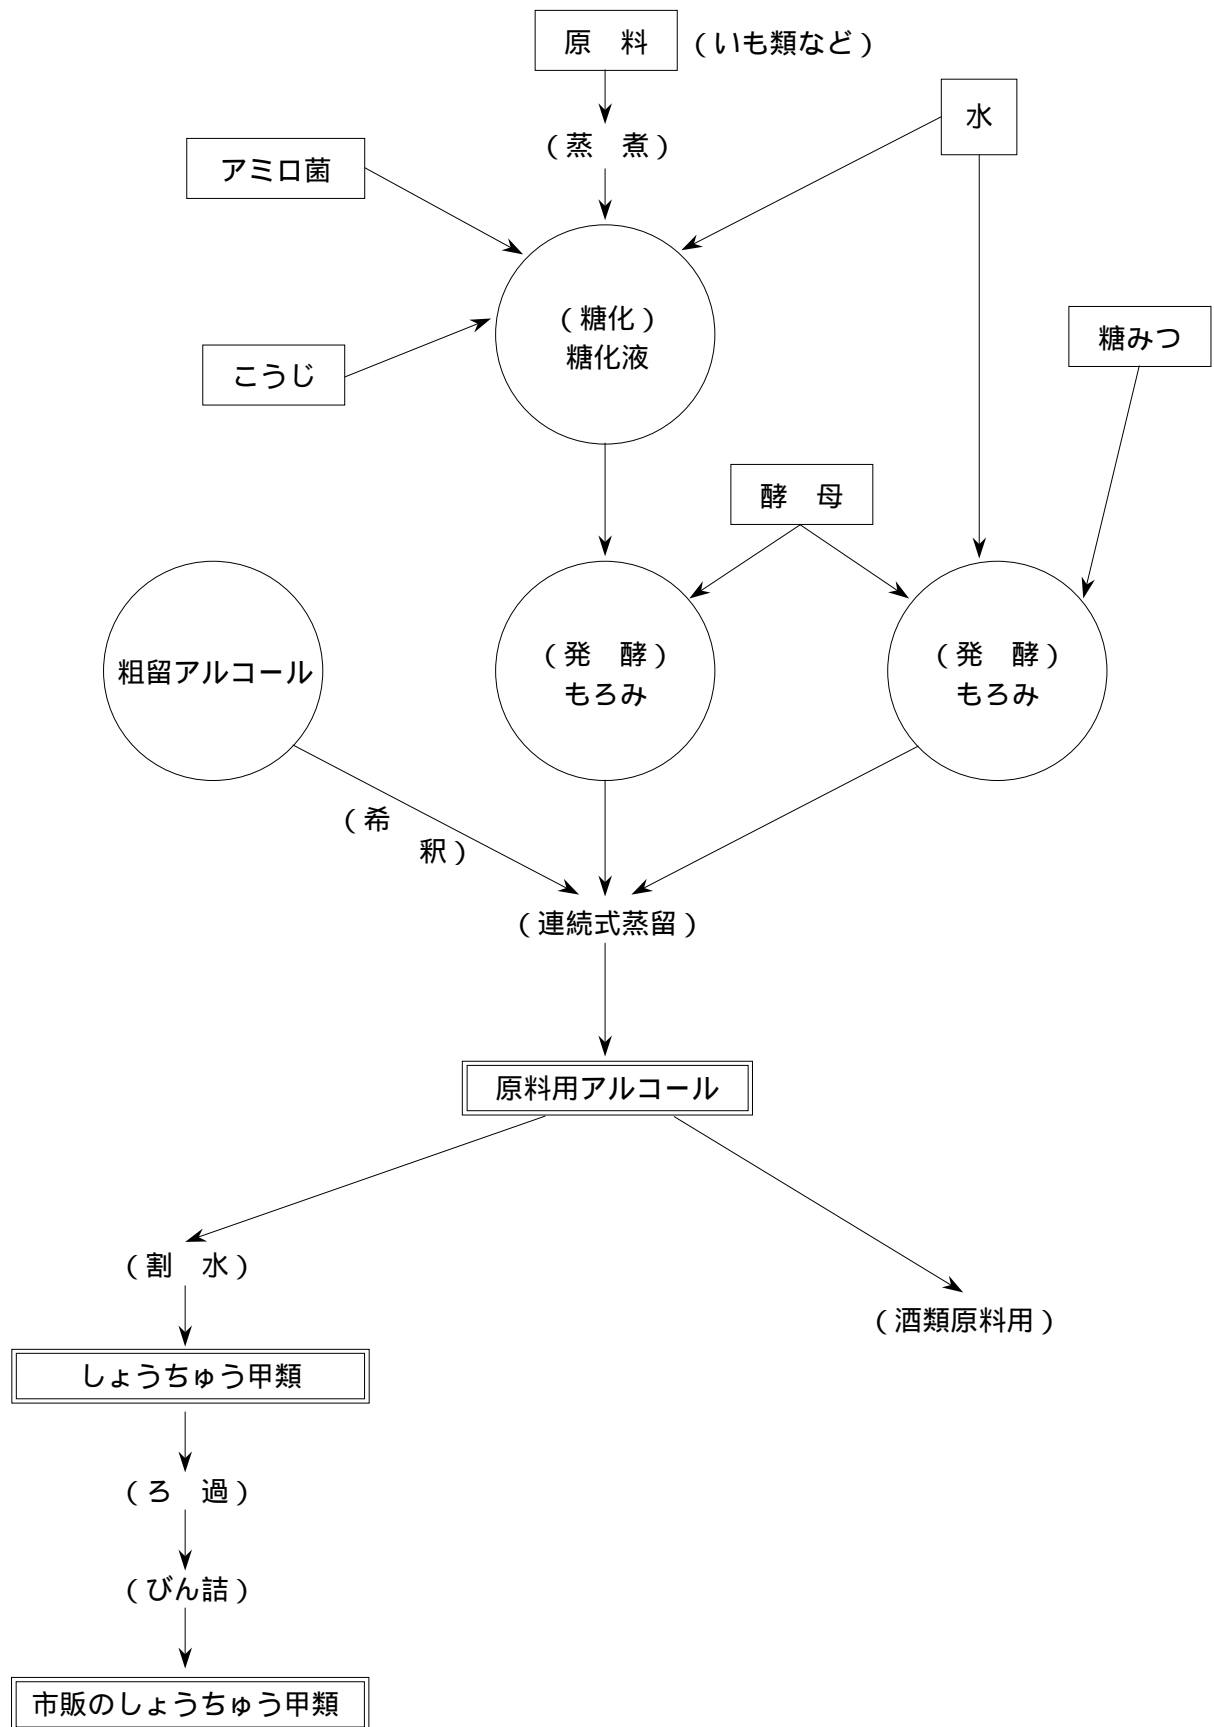 原　料
（いも類など）
水
（蒸　煮）
アミロ菌
（糖化）
糖化液
糖みつ
こうじ
酵　母
粗留アルコール
（発　酵）
もろみ
（発　酵）
もろみ
（希
釈）
（連続式蒸留）
原料用アルコール
（割　水）
（酒類原料用）
しょうちゅう甲類
（ろ　過）
（びん詰）
市販のしょうちゅう甲類